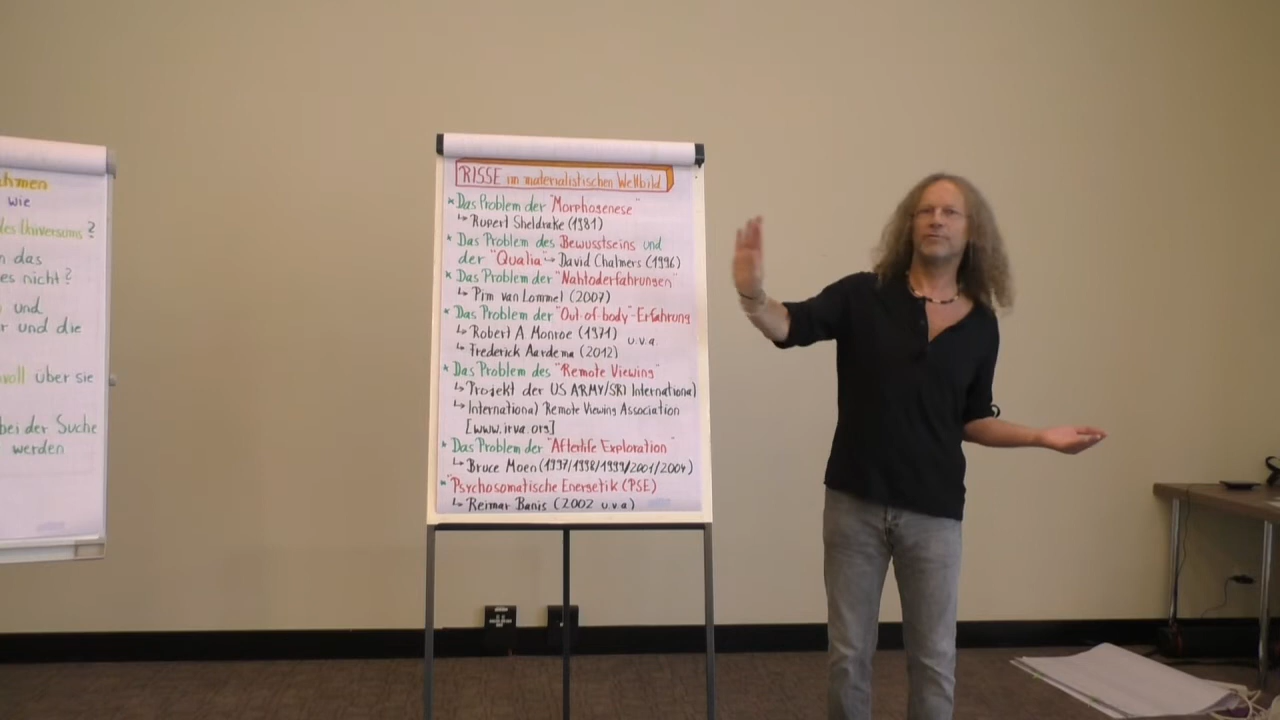 ahmen
wie
des Universums?
n das
es nicht?
und
r und die
voll über sie
bei der Suche
werden
RISSE im materialistischen Weltbild
* Das Problem der "Morphogenese"
↳ Rupert Sheldrake (1981)
* Das Problem des Bewusstseins und
der "Qualia" → David Chalmers (1996)
* Das Problem der "Nahtoderfahrungen"
↳ Pim van Lommel (2007)
* Das Problem der "Out-of-body"-Erfahrung
↳ Robert A. Monroe (1971) u.v.a.
↳ Frederick Aardema (2012)
* Das Problem des "Remote Viewing"
↳ Projekt der US ARMY/SRI International
↳ International Remote Viewing Association
[www.irva.org]
* Das Problem der "Afterlife Exploration"
↳ Bruce Moen (1997/1998/1999/2001/2004)
* "Psychosomatische Energetik (PSE)
↳ Reimar Banis (2002 u.v.a)